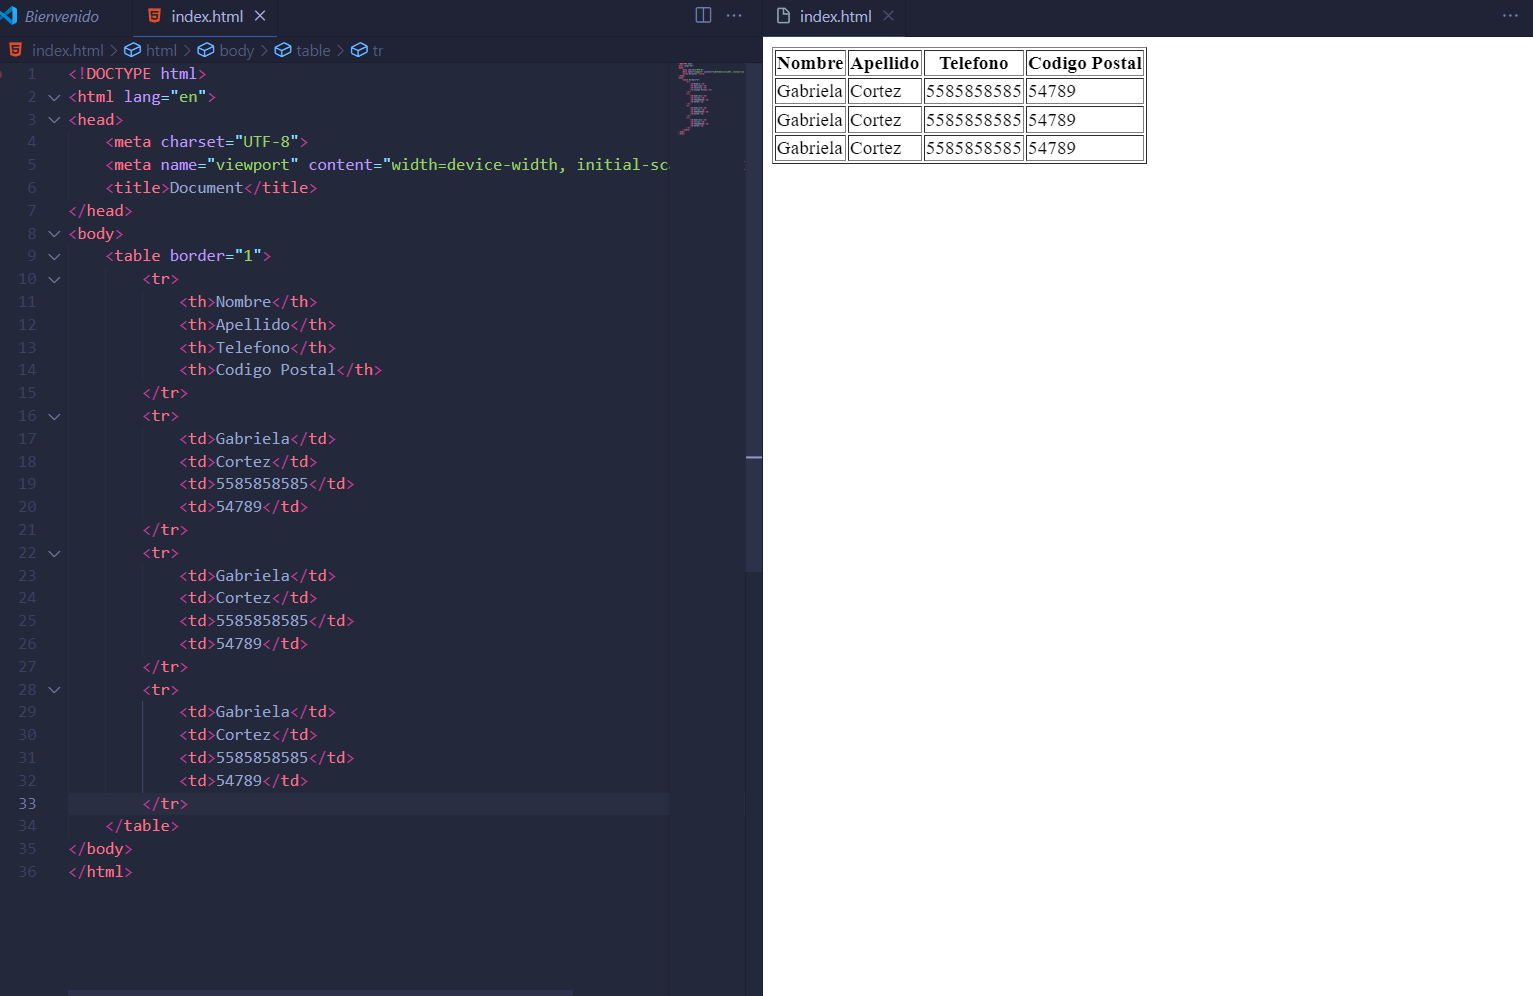 Bienvenido
index.html
index.html > html > body > table > tr
1 <!DOCTYPE html>
2 <html lang="en">
3 <head>
4 <meta charset="UTF-8">
5 <meta name="viewport" content="width=device-width, initial-sc
6 <title>Document</title>
7 </head>
8 <body>
9 <table border="1">
10 <tr>
11 <th>Nombre</th>
12 <th>Apellido</th>
13 <th>Telefono</th>
14 <th>Codigo Postal</th>
15 </tr>
16 <tr>
17 <td>Gabriela</td>
18 <td>Cortez</td>
19 <td>5585858585</td>
20 <td>54789</td>
21 </tr>
22 <tr>
23 <td>Gabriela</td>
24 <td>Cortez</td>
25 <td>5585858585</td>
26 <td>54789</td>
27 </tr>
28 <tr>
29 <td>Gabriela</td>
30 <td>Cortez</td>
31 <td>5585858585</td>
32 <td>54789</td>
33 </tr>
34 </table>
35 </body>
36 </html>
index.html
Nombre Apellido Telefono Codigo Postal
Gabriela Cortez 5585858585 54789
Gabriela Cortez 5585858585 54789
Gabriela Cortez 5585858585 54789